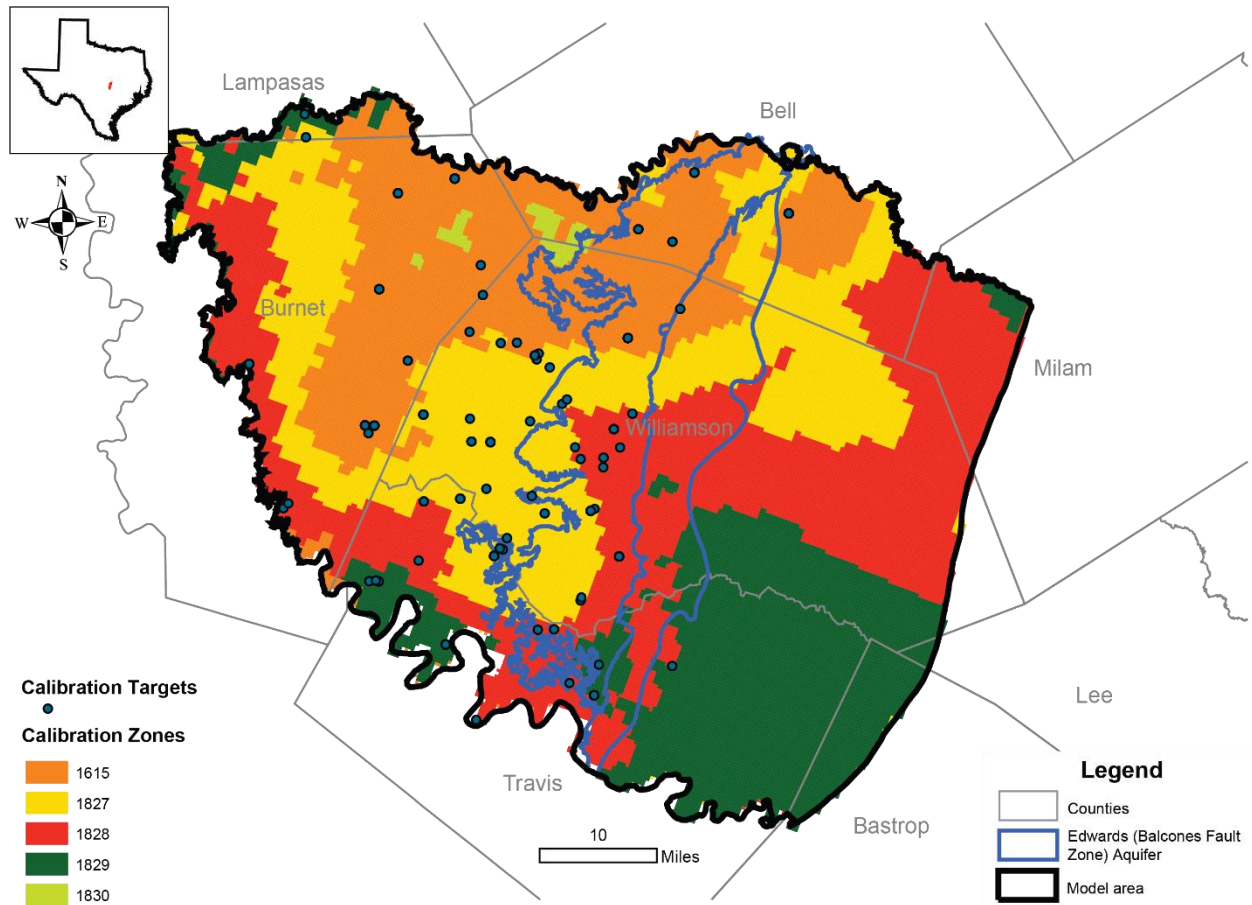 Lampasas
Bell
N
W
E
S
Burnet
Milam
Williamson
Calibration Targets
Calibration Zones
1615
1827
1828
1829
1830
Travis
10
Miles
Lee
Bastrop
Legend
Counties
Edwards (Balcones Fault
Zone) Aquifer
Model area